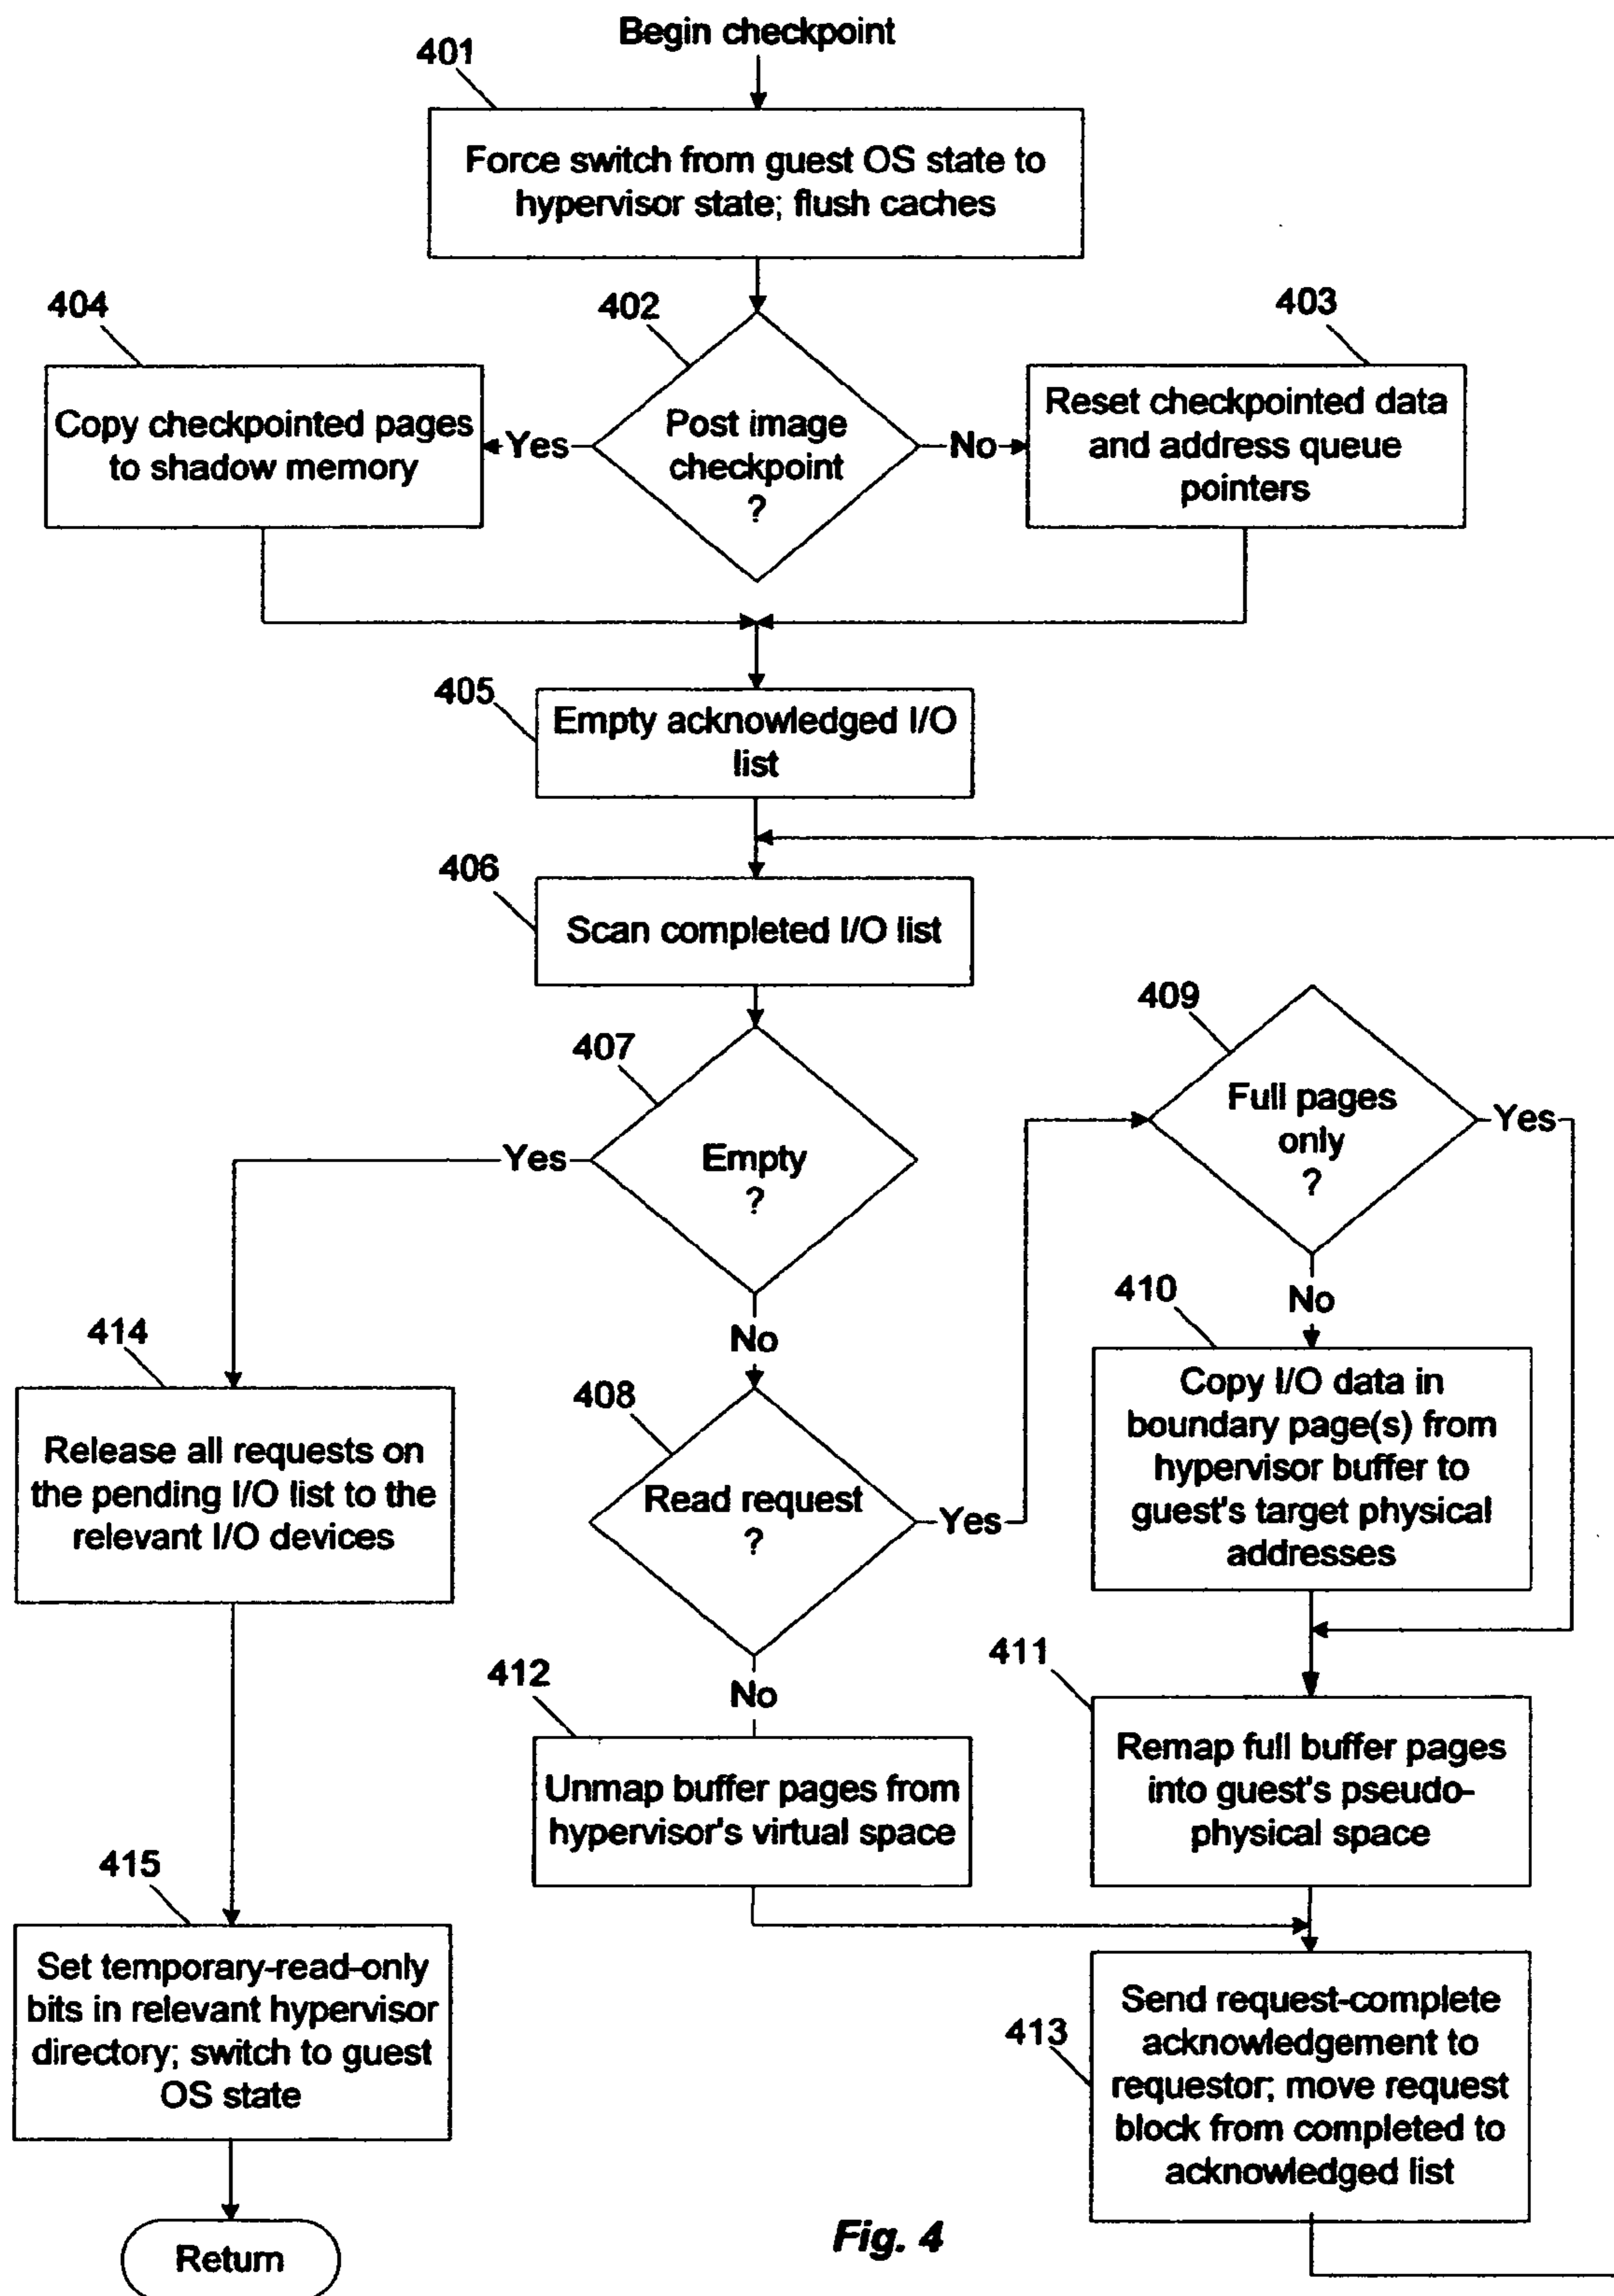 Begin checkpoint
401
Force switch from guest OS state to
hypervisor state; flush caches
404
402
403
Copy checkpointed pages
to shadow memory
Yes
Post image
checkpoint
?
No
Reset checkpointed data
and address queue
pointers
405
Empty acknowledged I/O
list
406
Scan completed I/O list
407
Empty
?
Yes
No
409
Full pages
only
?
Yes
No
408
Read request
?
Yes
No
410
Copy I/O data in
boundary page(s) from
hypervisor buffer to
guest's target physical
addresses
414
Release all requests on
the pending I/O list to the
relevant I/O devices
412
Unmap buffer pages from
hypervisor's virtual space
411
Remap full buffer pages
into guest's pseudo-
physical space
415
Set temporary-read-only
bits in relevant hypervisor
directory; switch to guest
OS state
413
Send request-complete
acknowledgement to
requestor; move request
block from completed to
acknowledged list
Return
Fig. 4